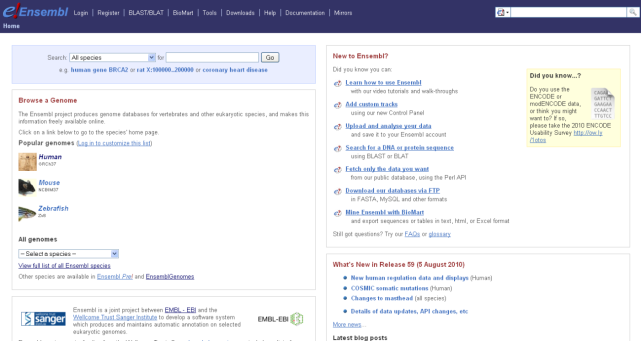 e!Ensembl Login | Register | BLAST/BLAT | BioMart | Tools | Downloads | Help | Documentation | Mirrors
Home
Search: All species for Go
e.g. human gene BRCA2 or rat X:100000..200000 or coronary heart disease
Browse a Genome
The Ensembl project produces genome databases for vertebrates and other eukaryotic species, and makes this
information freely available online.
Click on a link below to go to the species' home page.
Popular genomes (Log in to customize this list)
Human
GRCh37
Mouse
NCBIM37
Zebrafish
Zv8
All genomes
-- Select a species --
View full list of all Ensembl species
Other species are available in Ensembl Pre! and EnsemblGenomes
sanger
Ensembl is a joint project between EMBL - EBI and the
Wellcome Trust Sanger Institute to develop a software system
which produces and maintains automatic annotation on selected
eukaryotic genomes.
EMBL-EBI
New to Ensembl?
Did you know you can:
Learn how to use Ensembl
with our video tutorials and walk-throughs
Add custom tracks
using our new Control Panel
Upload and analyse your data
and save it to your Ensembl account
Search for a DNA or protein sequence
using BLAST or BLAT
Fetch only the data you want
from our public database, using the Perl API
Download our databases via FTP
in FASTA, MySQL and other formats
Mine Ensembl with BioMart
and export sequences or tables in text, html, or Excel format
Still got questions? Try our FAQs or glossary
Did you know...?
Do you use the
ENCODE or
modENCODE data,
or think you might
want to? If so,
please take the 2010 ENCODE
Usability Survey http://ow.ly
What's New in Release 59 (5 August 2010)
New human regulation data and displays (Human)
COSMIC somatic mutations (Human)
Changes to manthead (all species)
Details of data updates, API changes, etc
More news...
Latest blog posts